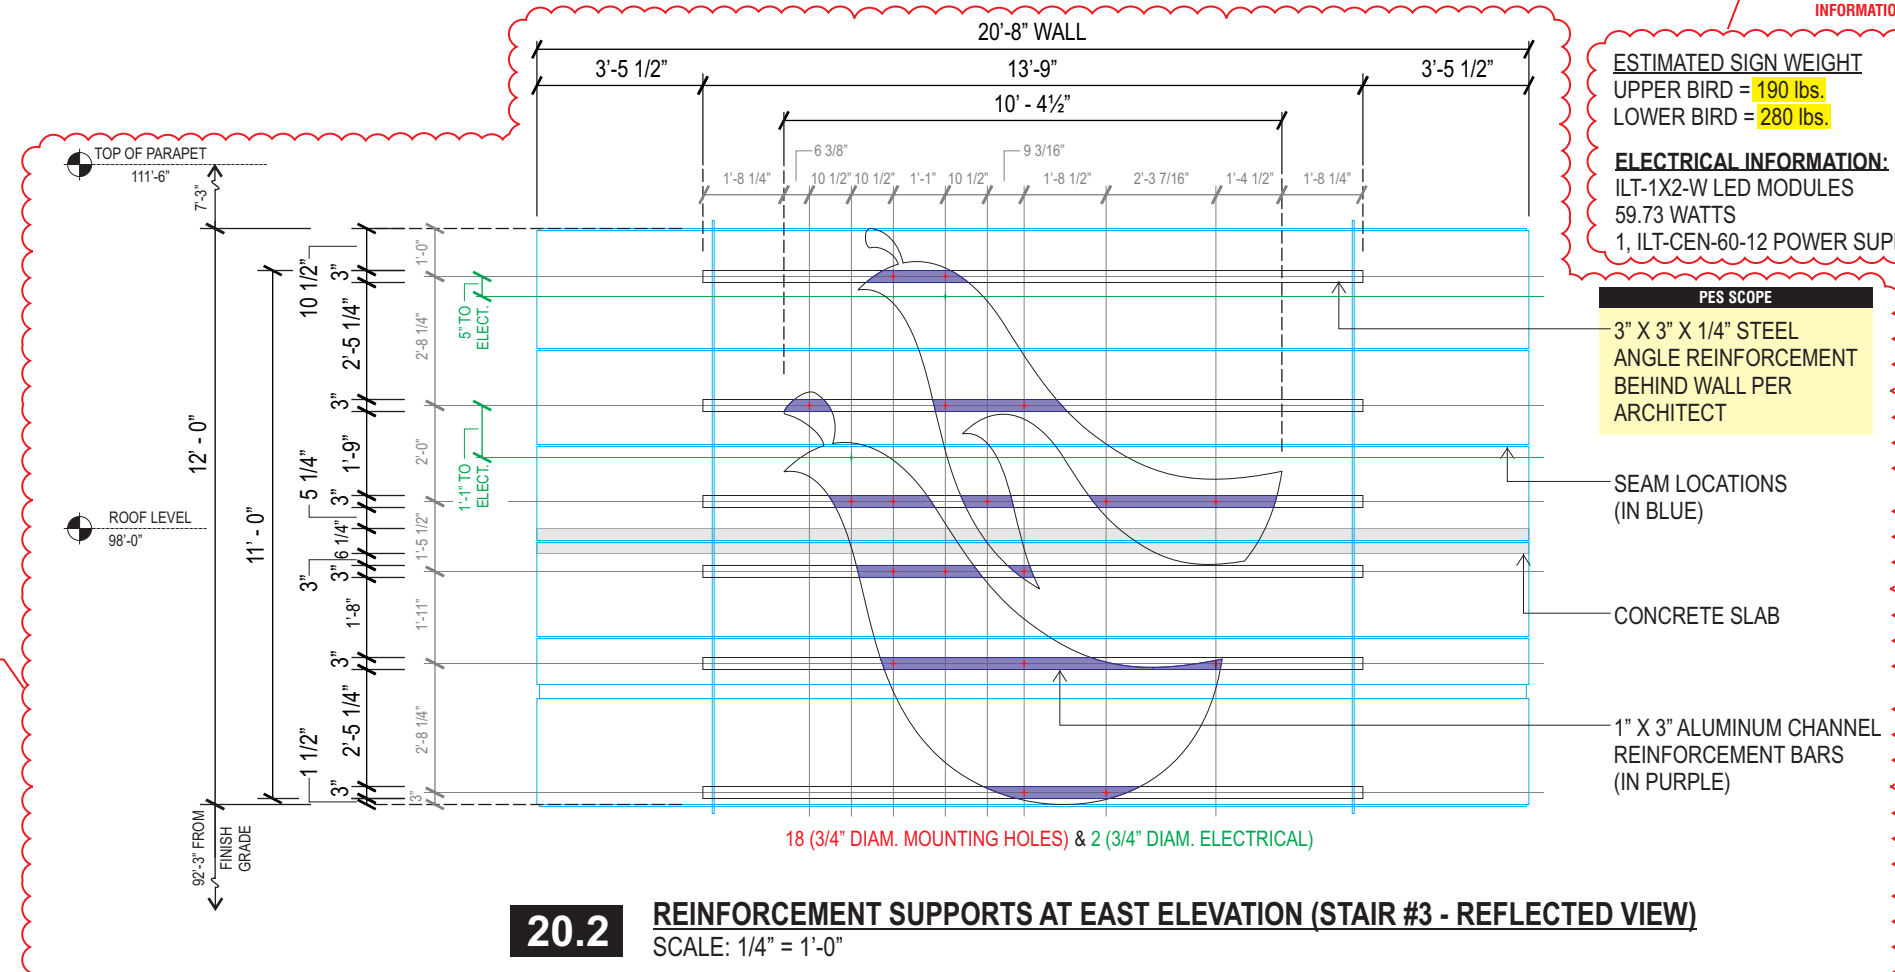 INFORMATIO
20’-8” WALL
3’-5 1/2”
13’-9”
3’-5 1/2”
10’ - 4½”
6 3/8”
9 3/16”
1’-8 1/4”
10 1/2”
10 1/2”
1’-1”
10 1/2”
1’-8 1/2”
2’-3 7/16”
1’-4 1/2”
1’-8 1/4”
ESTIMATED SIGN WEIGHT
UPPER BIRD = 190 lbs.
LOWER BIRD = 280 lbs.
ELECTRICAL INFORMATION:
ILT-1X2-W LED MODULES
59.73 WATTS
1, ILT-CEN-60-12 POWER SUP
TOP OF PARAPET
111’-6”
7’-3”
12’ - 0”
ROOF LEVEL
98’-0”
92’-3” FROM
FINISH
GRADE
11’ - 0”
10 1/2”
5 1/4”
3”
1 1/2”
3”
2’-5 1/4”
3”
1’-9”
3”
6 1/4”
3”
1’-8”
3”
2’-5 1/4”
3”
1’-0”
2’-8 1/4”
2’-0”
1’-5 1/2”
1’-11”
2’-8 1/4”
3”
5” TO
ELECT.
1’-1” TO
ELECT.
PES SCOPE
3” X 3” X 1/4” STEEL
ANGLE REINFORCEMENT
BEHIND WALL PER
ARCHITECT
SEAM LOCATIONS
(IN BLUE)
CONCRETE SLAB
1” X 3” ALUMINUM CHANNEL
REINFORCEMENT BARS
(IN PURPLE)
18 (3/4” DIAM. MOUNTING HOLES) & 2 (3/4” DIAM. ELECTRICAL)
20.2
REINFORCEMENT SUPPORTS AT EAST ELEVATION (STAIR #3 - REFLECTED VIEW)
SCALE: 1/4” = 1’-0”